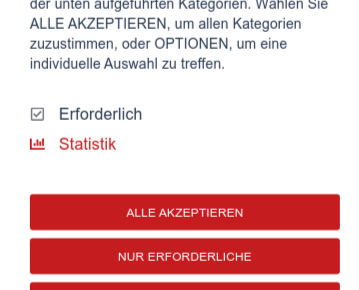 der unten aufgeführten Kategorien. Wählen Sie
ALLE AKZEPTIEREN, um allen Kategorien
zuzustimmen, oder OPTIONEN, um eine
individuelle Auswahl zu treffen.
Erforderlich
Statistik
ALLE AKZEPTIEREN
NUR ERFORDERLICHE